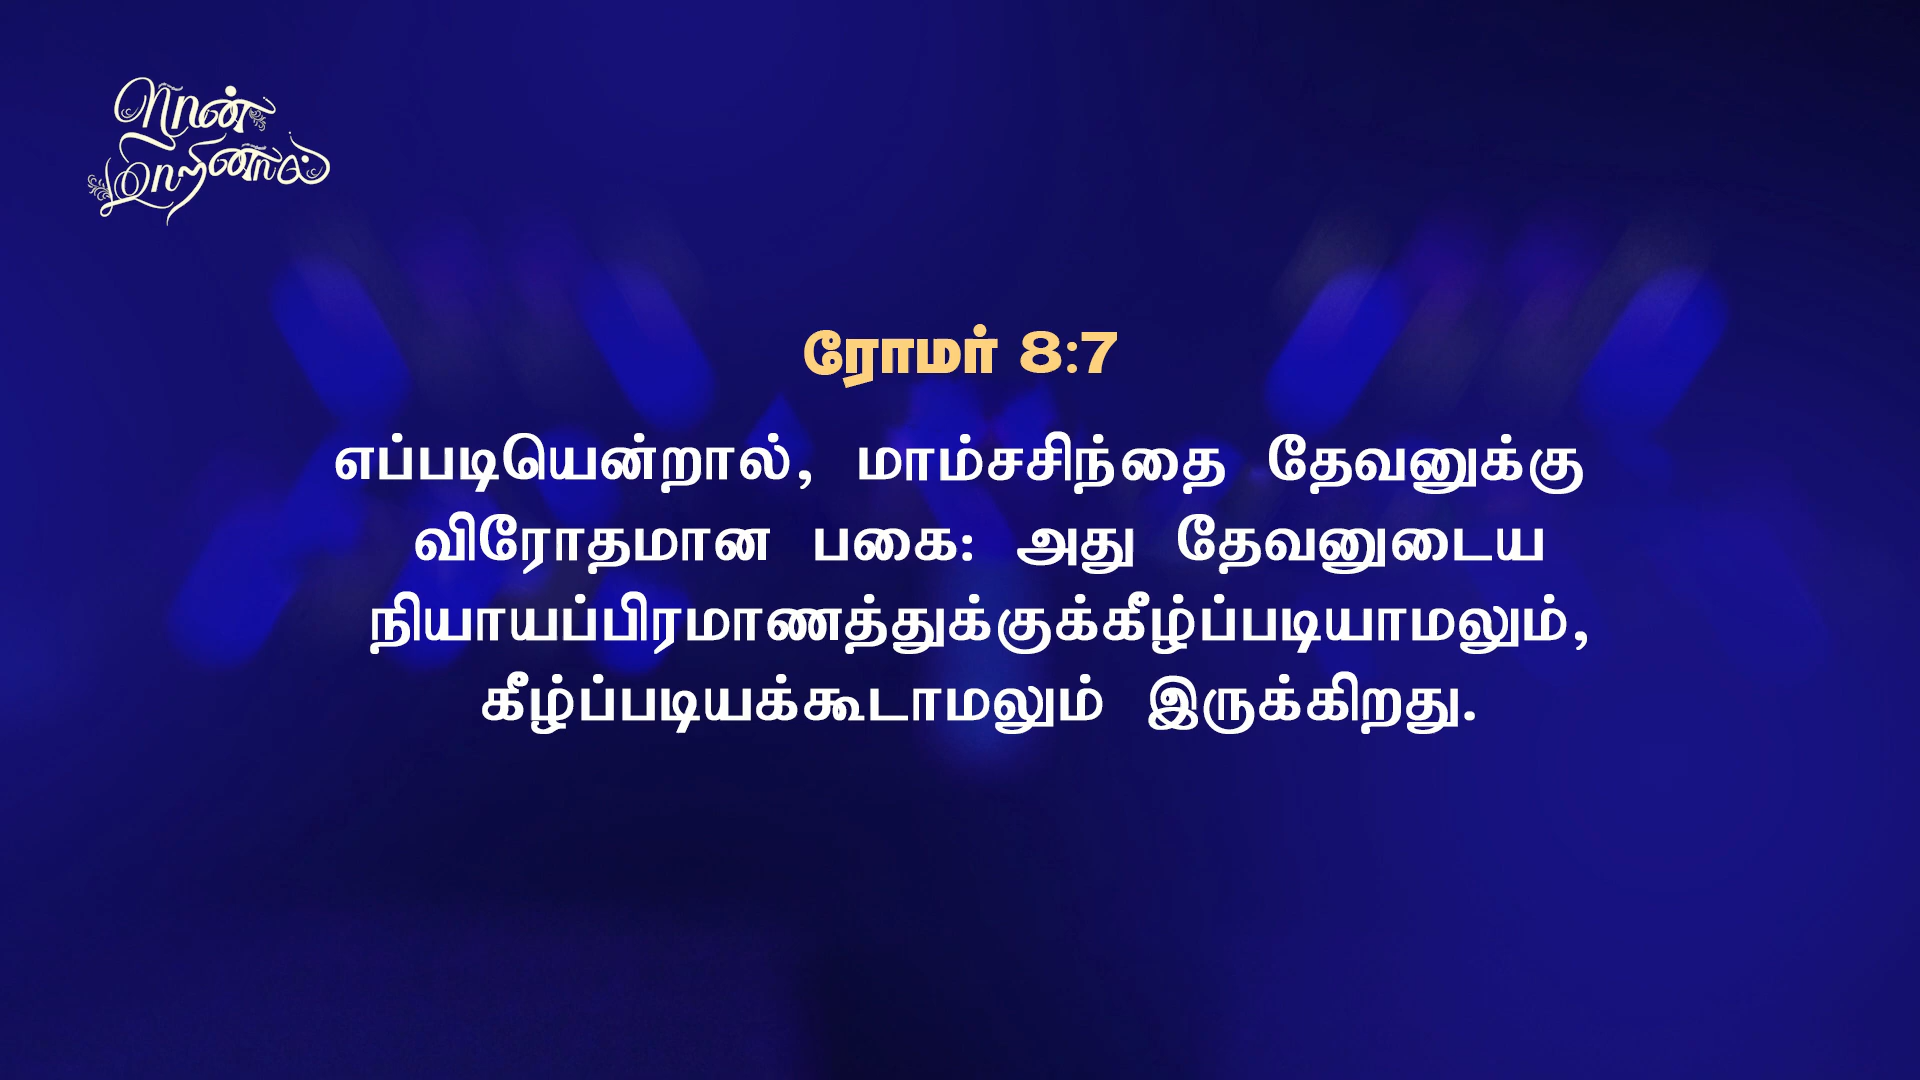 நான்
மாறினால்
ரோமர் 8:7
எப்படியென்றால், மாம்சசிந்தை தேவனுக்கு
விரோதமான பகை: அது தேவனுடைய
நியாயப்பிரமாணத்துக்குக்கீழ்ப்படியாமலும்,
கீழ்ப்படியக்கூடாமலும் இருக்கிறது.